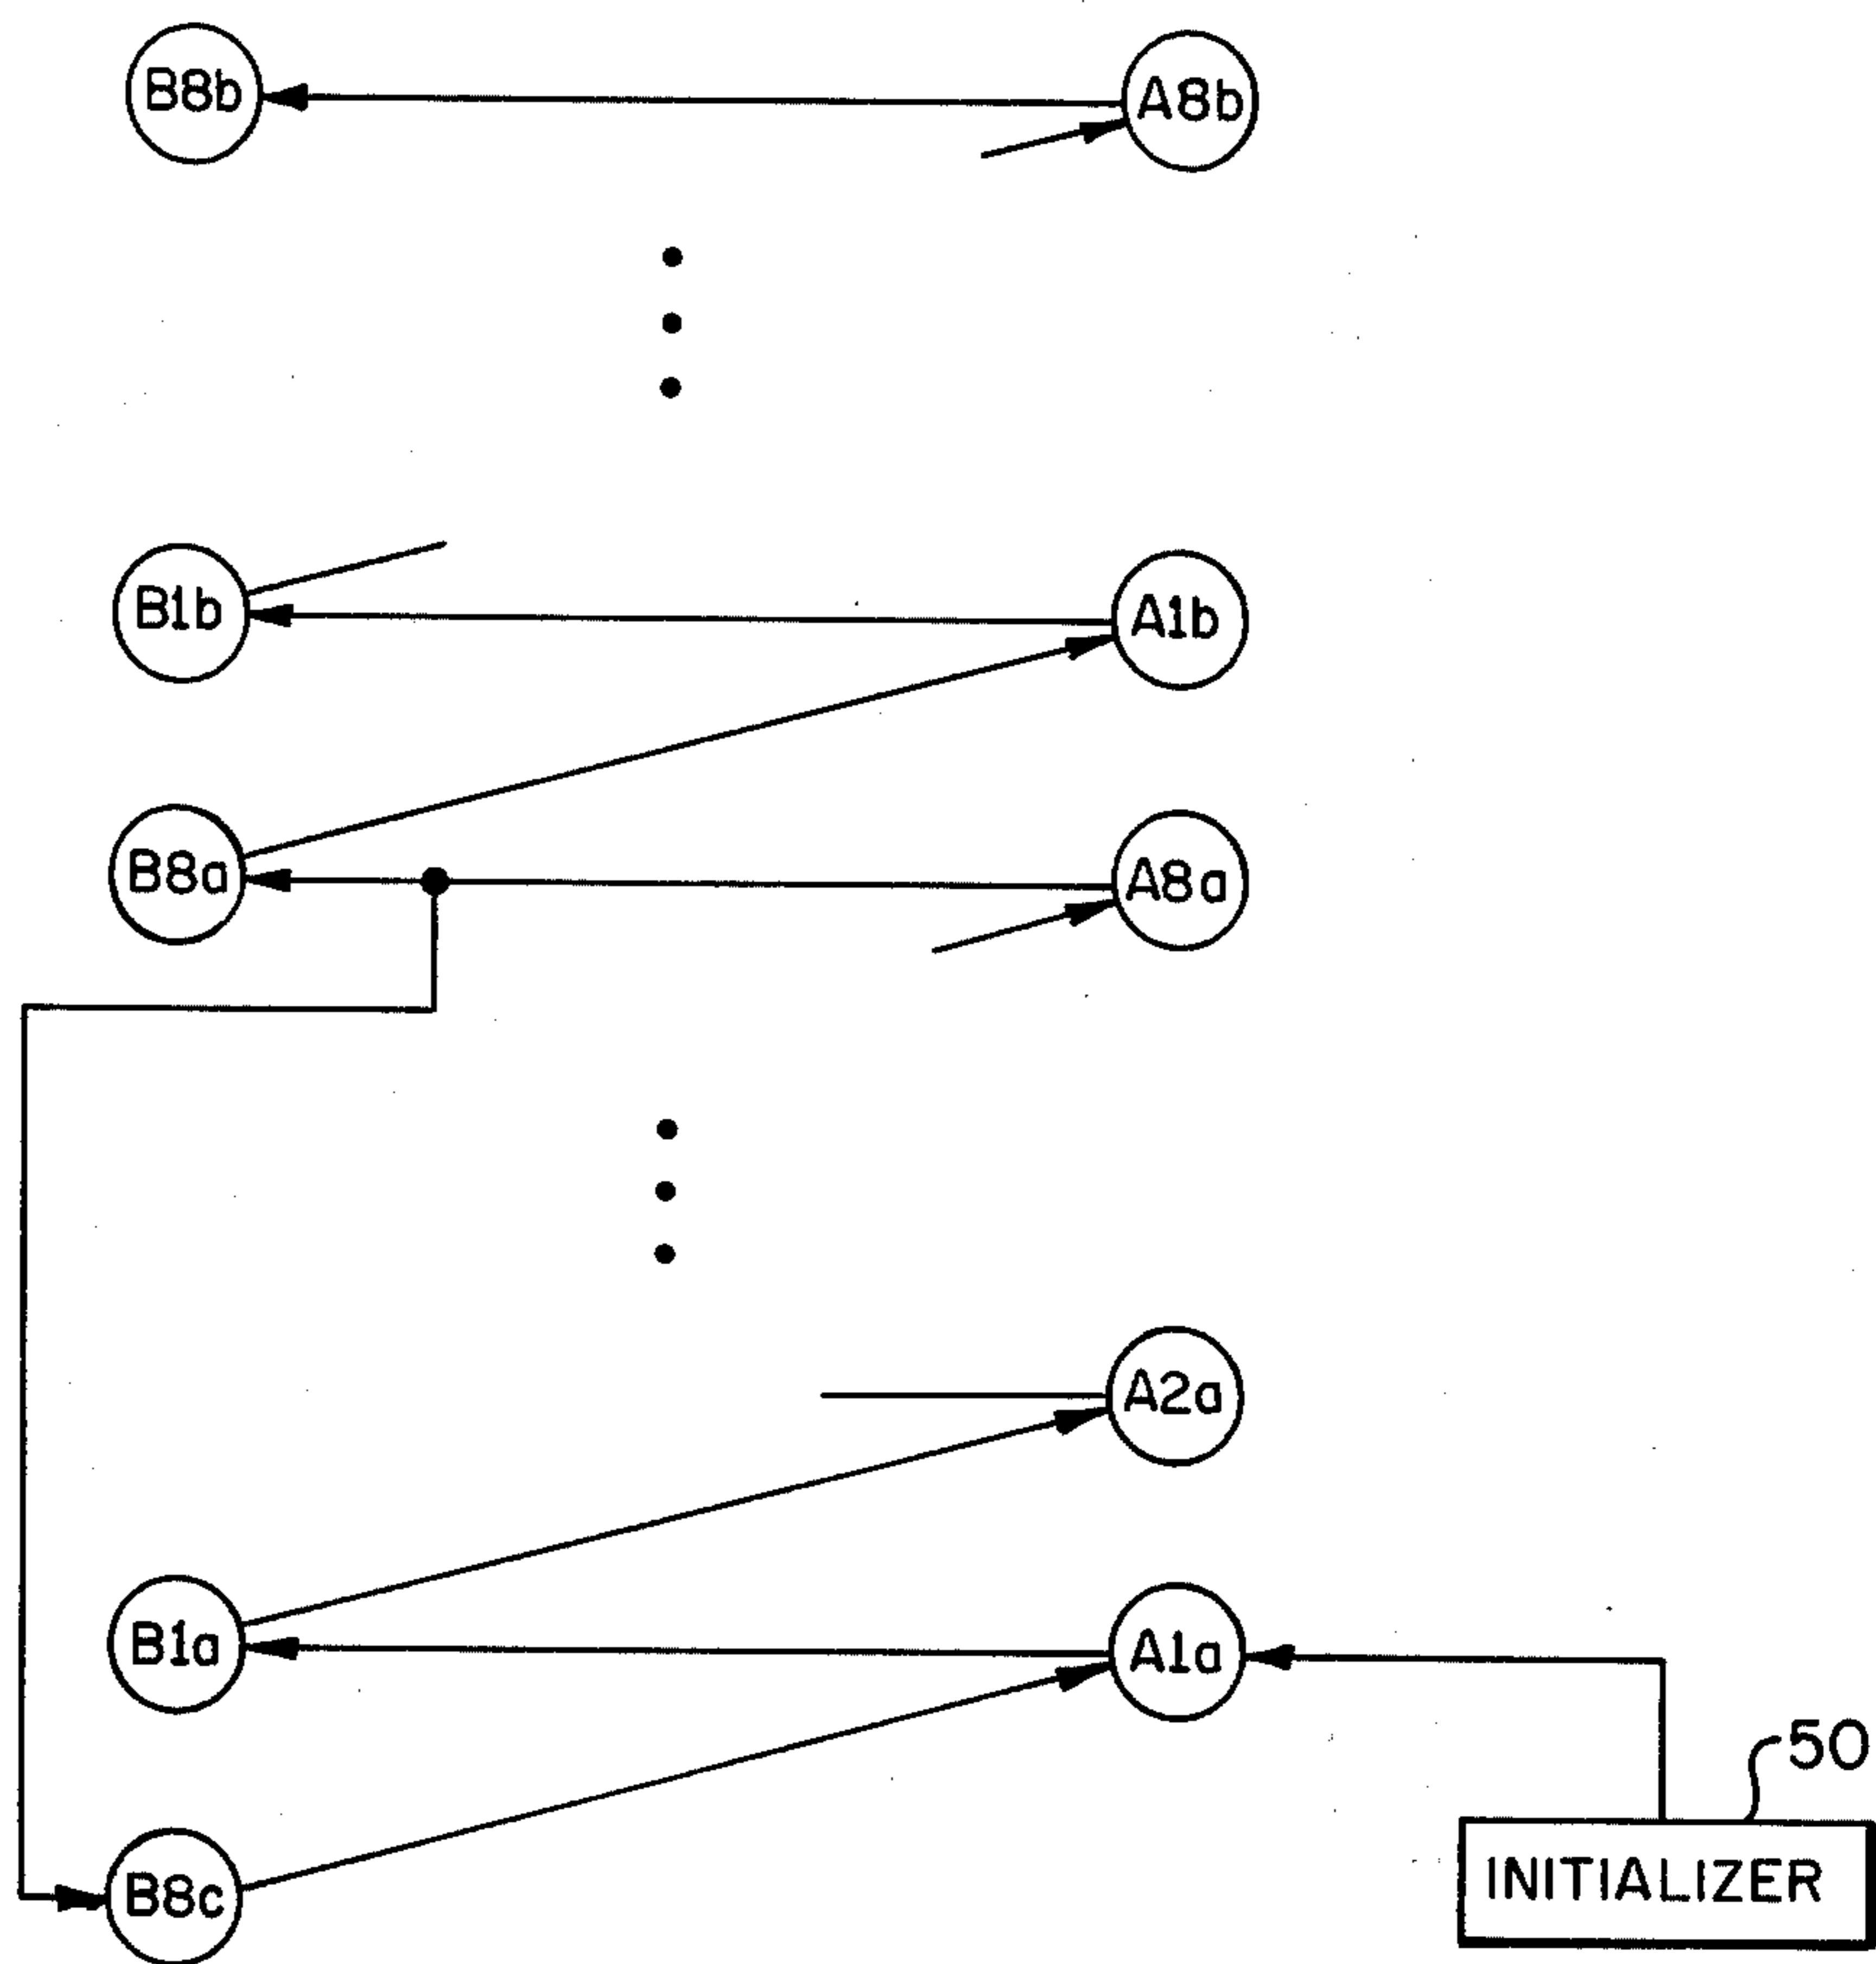 B8b
A8b
B1b
A1b
B8a
A8a
A2a
B1a
A1a
50
B8c
INITIALIZER